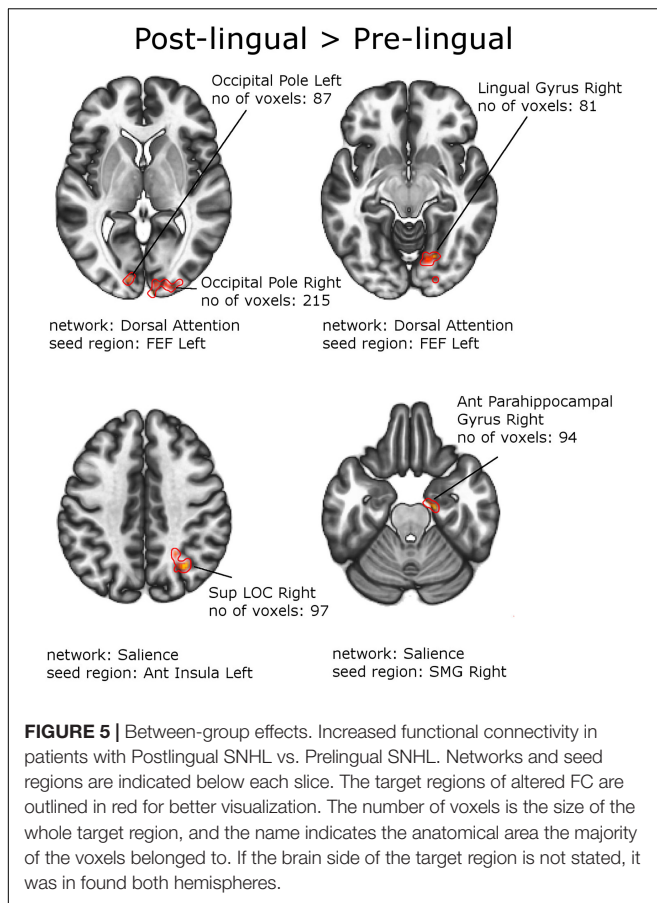 Post-lingual > Pre-lingual
Occipital Pole Left
no of voxels: 87
Occipital Pole Right
no of voxels: 215
network: Dorsal Attention
seed region: FEF Left
Lingual Gyrus Right
no of voxels: 81
network: Dorsal Attention
seed region: FEF Left
Sup LOC Right
no of voxels: 97
network: Salience
seed region: Ant Insula Left
Ant Parahippocampal
Gyrus Right
no of voxels: 94
network: Salience
seed region: SMG Right
FIGURE 5 | Between-group effects. Increased functional connectivity in
patients with Postlingual SNHL vs. Prelingual SNHL. Networks and seed
regions are indicated below each slice. The target regions of altered FC are
outlined in red for better visualization. The number of voxels is the size of the
whole target region, and the name indicates the anatomical area the majority
of the voxels belonged to. If the brain side of the target region is not stated, it
was in found both hemispheres.